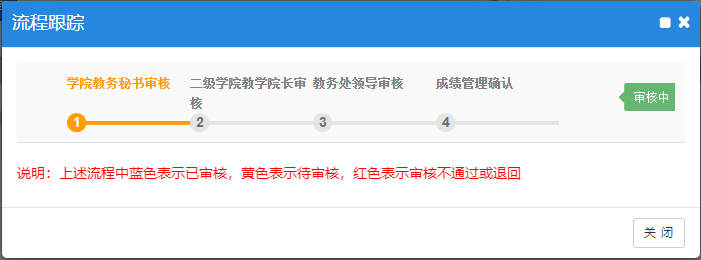 流程跟踪
学院教务秘书审核
二级学院教学院长审
核
教务处领导审核
成绩管理确认
审核中
1
2
3
4
说明：上述流程中蓝色表示已审核，黄色表示待审核，红色表示审核不通过或退回
关 闭